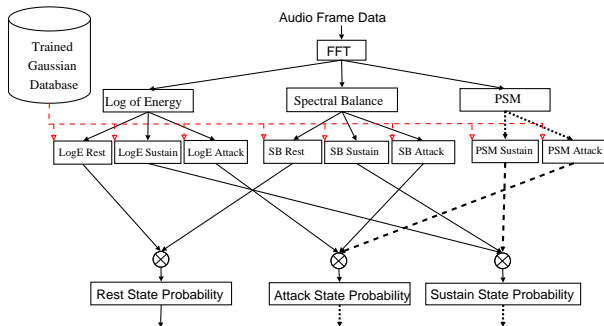 Audio Frame Data
Trained
Gaussian
Database
FFT
Log of Energy
Spectral Balance
PSM
LogE Rest
LogE Sustain
LogE Attack
SB Rest
SB Sustain
SB Attack
PSM Sustain
PSM Attack
Rest State Probability
Attack State Probability
Sustain State Probability